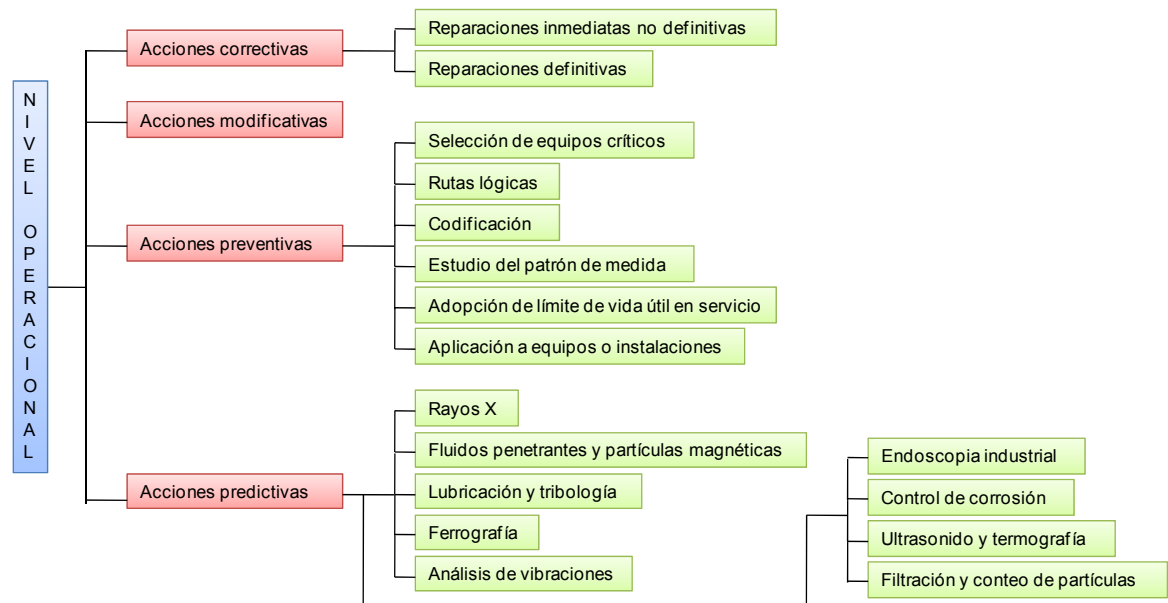 NIVEL OPERACIONAL
Acciones correctivas
Reparaciones inmediatas no definitivas
Reparaciones definitivas
Acciones modificativas
Acciones preventivas
Selección de equipos críticos
Rutas lógicas
Codificación
Estudio del patrón de medida
Adopción de límite de vida útil en servicio
Aplicación a equipos o instalaciones
Acciones predictivas
Rayos X
Fluidos penetrantes y partículas magnéticas
Lubricación y tribología
Ferrografía
Análisis de vibraciones
Endoscopia industrial
Control de corrosión
Ultrasonido y termografía
Filtración y conteo de partículas